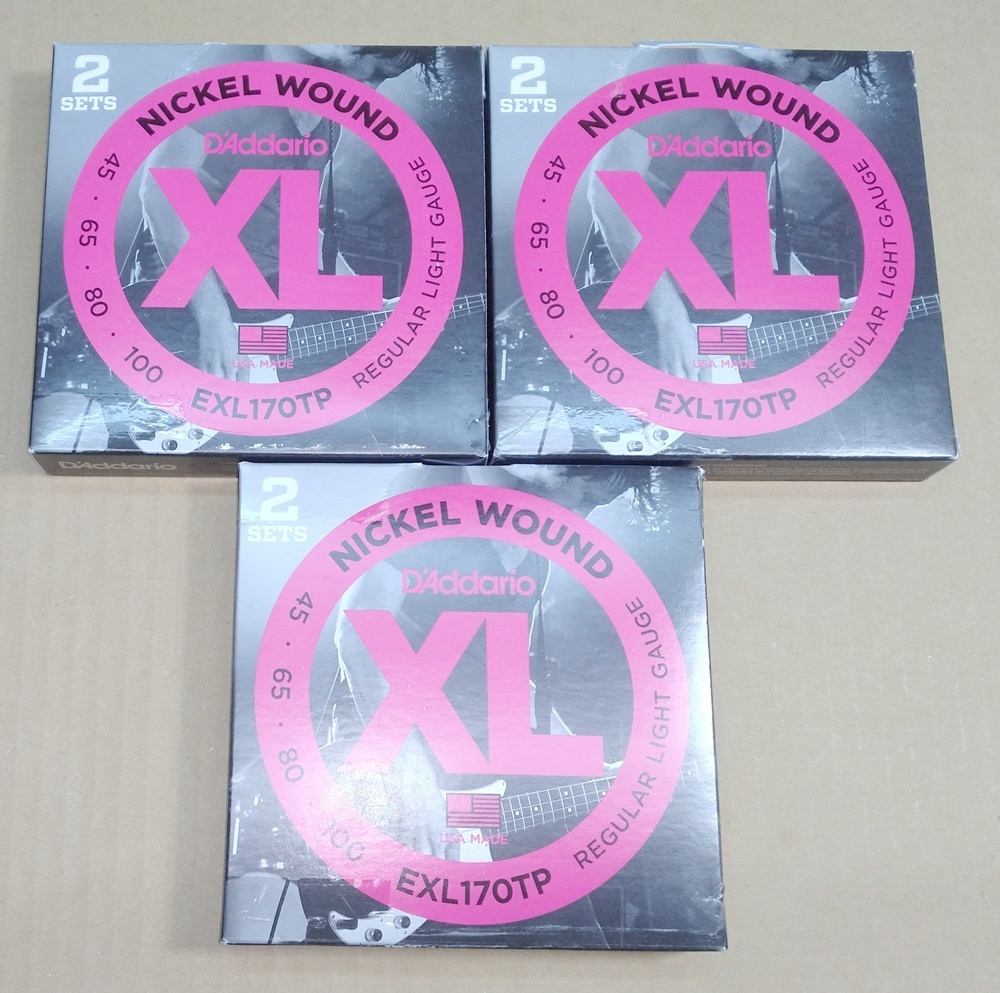 2
SETS
NICKEL WOUND
D'Addario
XL
45 · 65 · 80 · 100
REGULAR LIGHT GAUGE
USA MADE
EXL170TP
D'Addario
2
SETS
NICKEL WOUND
D'Addario
XL
45 · 65 · 80 · 100
REGULAR LIGHT GAUGE
USA MADE
EXL170TP
2
SETS
NICKEL WOUND
D'Addario
XL
45 · 65 · 80 · 100
REGULAR LIGHT GAUGE
USA MADE
EXL170TP